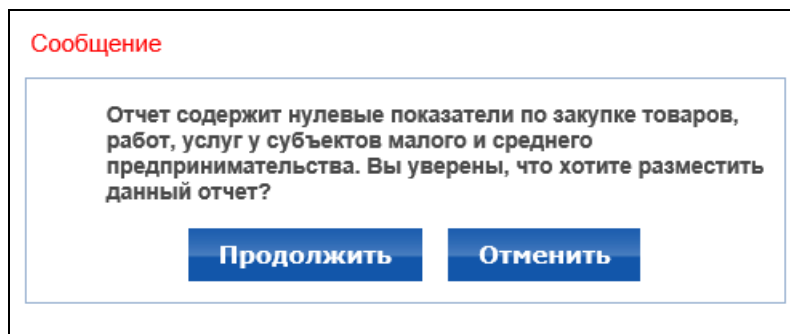 Сообщение
Отчет содержит нулевые показатели по закупке товаров,
работ, услуг у субъектов малого и среднего
предпринимательства. Вы уверены, что хотите разместить
данный отчет?
Продолжить Отменить